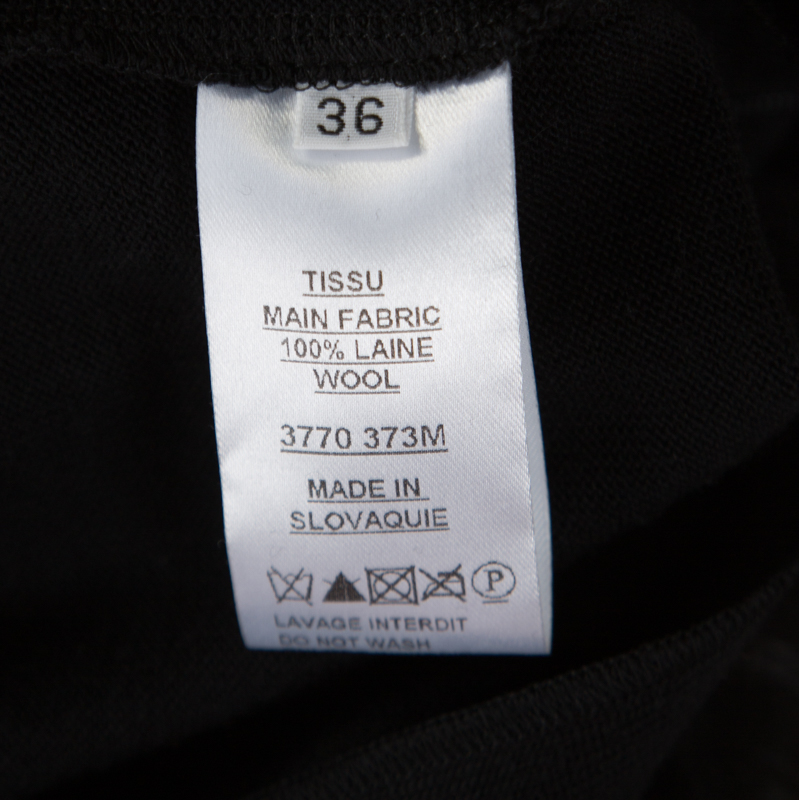 36
TISSU
MAIN FABRIC
100% LAINE
WOOL
3770 373M
MADE IN
SLOVAQUIE
P
LAVAGE INTERDIT
DO NOT WASH